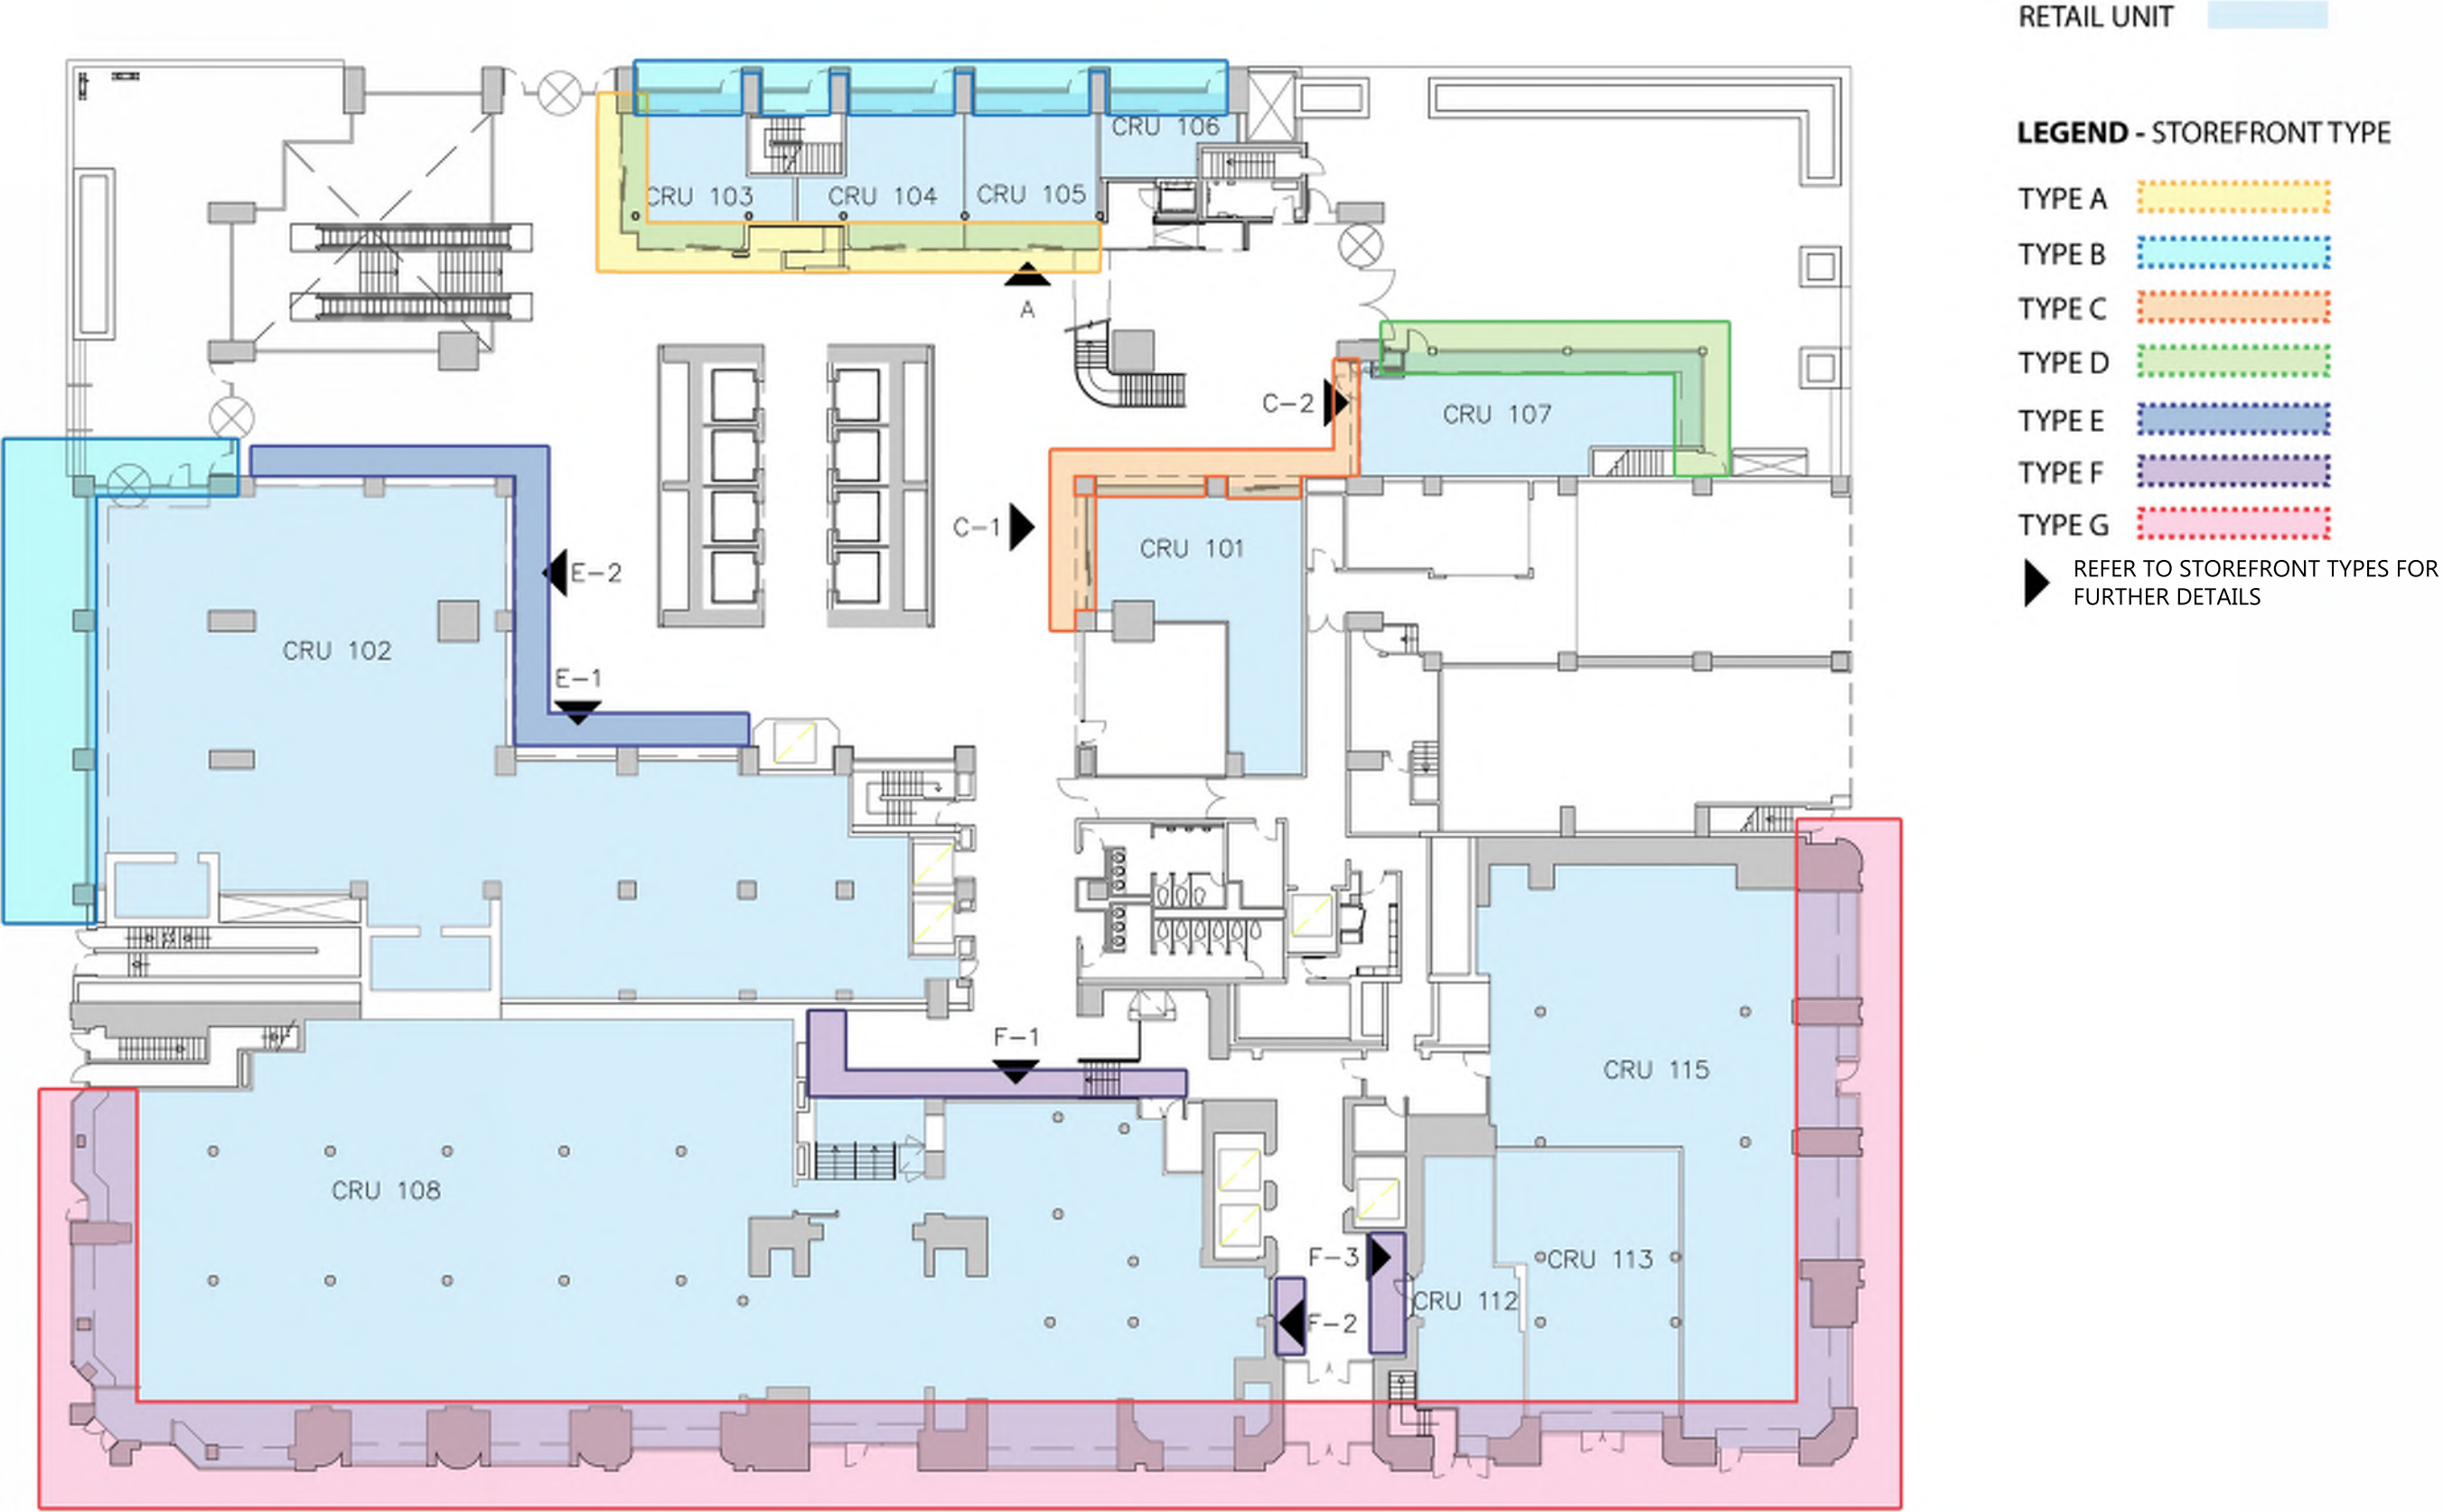 RETAIL UNIT
LEGEND - STOREFRONT TYPE
TYPE A
TYPE B
TYPE C
TYPE D
TYPE E
TYPE F
TYPE G
REFER TO STOREFRONT TYPES FOR
FURTHER DETAILS
CRU 106
CRU 103
CRU 104
CRU 105
A
C-2
CRU 107
C-1
CRU 101
E-2
CRU 102
E-1
F-1
CRU 115
CRU 108
F-3
CRU 113
CRU 112
F-2